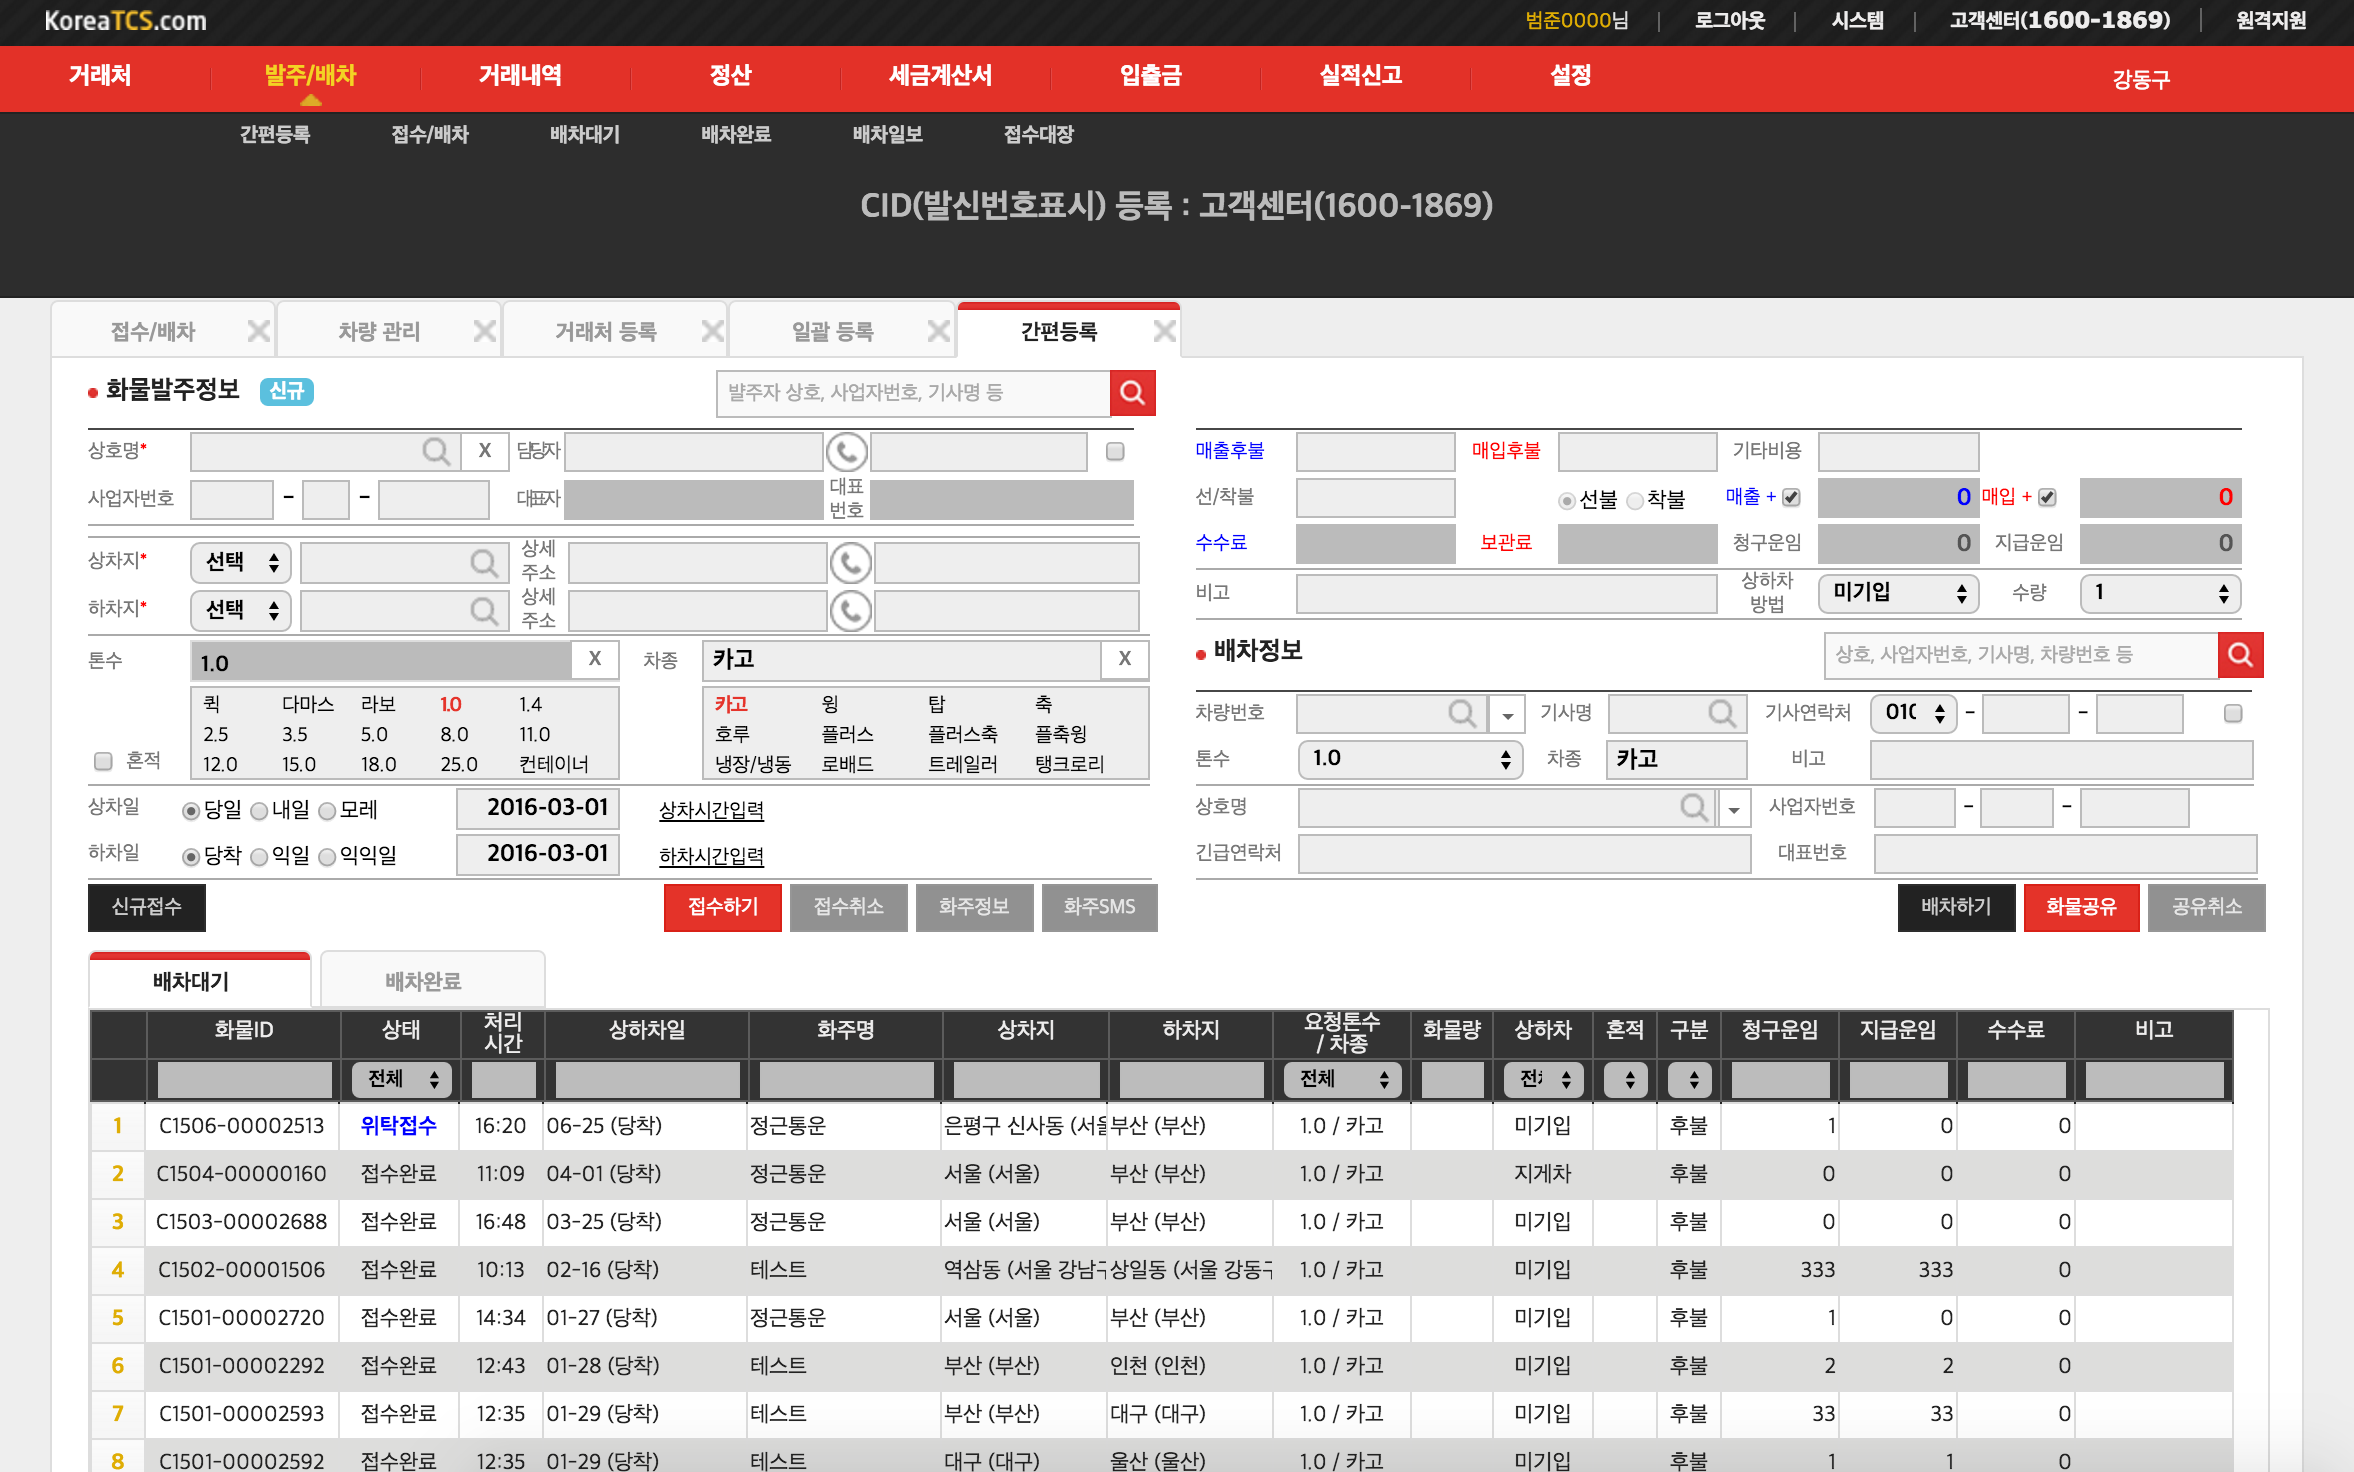 KoreaTCS.com 범준0000님 로그아웃 시스템 고객센터(1600-1869) 원격지원
거래처 발주/배차 거래내역 정산 세금계산서 입출금 실적신고 설정 강동구
간편등록 접수/배차 배차대기 배차완료 배차일보 접수대장
CID(발신번호표시) 등록 : 고객센터(1600-1869)
접수/배차 차량 관리 거래처 등록 일괄 등록 간편등록
화물발주정보 신규 발주자 상호, 사업자번호, 기사명 등
상호명* X 담당자
사업자번호 - - 대표자 대표
번호
상차지* 선택 상세
주소
하차지* 선택 상세
주소
톤수 1.0 X 차종 카고 X
퀵 다마스 라보 1.0 1.4 카고 윙 탑 축
2.5 3.5 5.0 8.0 11.0 호루 플러스 플러스축 플축윙
혼적 12.0 15.0 18.0 25.0 컨테이너 냉장/냉동 로배드 트레일러 탱크로리
상차일 당일 내일 모레 2016-03-01 상차시간입력
하차일 당착 익일 익익일 2016-03-01 하차시간입력
신규접수 접수하기 접수취소 화주정보 화주SMS
매출후불 매입후불 기타비용
선/착불 선불 착불 매출 + 0 매입 + 0
수수료 보관료 청구운임 0 지급운임 0
비고 상하차
방법 미기입 수량 1
배차정보 상호, 사업자번호, 기사명, 차량번호 등
차량번호 기사명 기사연락처 010 - -
톤수 1.0 차종 카고 비고
상호명 사업자번호 - -
긴급연락처 대표번호
배차하기 화물공유 공유취소
배차대기 배차완료
화물ID 상태 처리
시간 상하차일 화주명 상차지 하차지 요청톤수
/ 차종 화물량 상하차 혼적 구분 청구운임 지급운임 수수료 비고
전체 전체 전
1 C1506-00002513 위탁접수 16:20 06-25 (당착) 정근통운 은평구 신사동 (서울 부산 (부산) 1.0 / 카고 미기입 후불 1 0 0
2 C1504-00000160 접수완료 11:09 04-01 (당착) 정근통운 서울 (서울) 부산 (부산) 1.0 / 카고 지게차 후불 0 0 0
3 C1503-00002688 접수완료 16:48 03-25 (당착) 정근통운 서울 (서울) 부산 (부산) 1.0 / 카고 미기입 후불 0 0 0
4 C1502-00001506 접수완료 10:13 02-16 (당착) 테스트 역삼동 (서울 강남구 상일동 (서울 강동구 1.0 / 카고 미기입 후불 333 333 0
5 C1501-00002720 접수완료 14:34 01-27 (당착) 정근통운 서울 (서울) 부산 (부산) 1.0 / 카고 미기입 후불 1 0 0
6 C1501-00002292 접수완료 12:43 01-28 (당착) 테스트 부산 (부산) 인천 (인천) 1.0 / 카고 미기입 후불 2 2 0
7 C1501-00002593 접수완료 12:35 01-29 (당착) 테스트 부산 (부산) 대구 (대구) 1.0 / 카고 미기입 후불 33 33 0
8 C1501-00002592 접수완료 12:35 01-29 (당착) 테스트 대구 (대구) 울산 (울산) 1.0 / 카고 미기입 후불 1 1 0